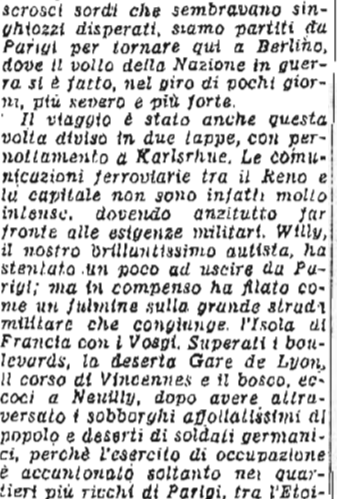 scrosci sordi che sembravano sin-
ghiozzi disperati, siamo partiti da
Parigi per tornare qui a Berlino,
dove il volto della Nazione in guer-
ra si è fatto, nel giro di pochi gior-
ni, più severo e più forte.
Il viaggio è stato anche questa
volta diviso in due tappe, con per-
nottamento a Karlsrhue. Le comu-
nicazioni ferroviarie tra il Reno e
la capitale non sono infatti molto
intense, dovendo anzitutto far
fronte alle esigenze militari. Willy,
il nostro brillantissimo autista, ha
stentato un poco ad uscire da Pa-
rigi; ma in compenso ha filato co-
me un fulmine sulla grande strada
militare che congiunge l'Isola di
Francia con i Vosgi. Superati i bou-
levards, la deserta Gare de Lyon,
il corso di Vincennes e il bosco, ec-
coci a Neuilly, dopo avere attra-
versato i sobborghi affollatissimi di
popolo e deserti di soldati germani-
ci, perchè l'esercito di occupazione
è accantonato soltanto nei quar-
tieri più ricchi di Parigi, tra l'Etoi-